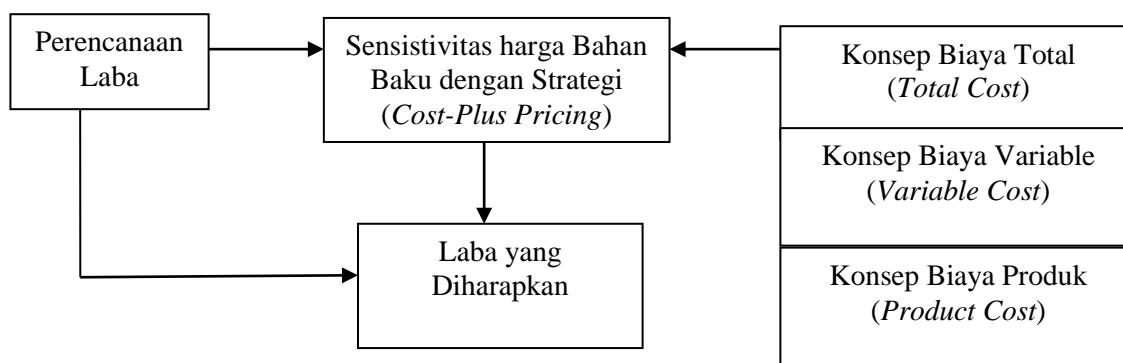 Perencanaan
Laba
Sensistivitas harga Bahan
Baku dengan Strategi
(Cost-Plus Pricing)
Konsep Biaya Total
(Total Cost)
Konsep Biaya Variable
(Variable Cost)
Laba yang
Diharapkan
Konsep Biaya Produk
(Product Cost)